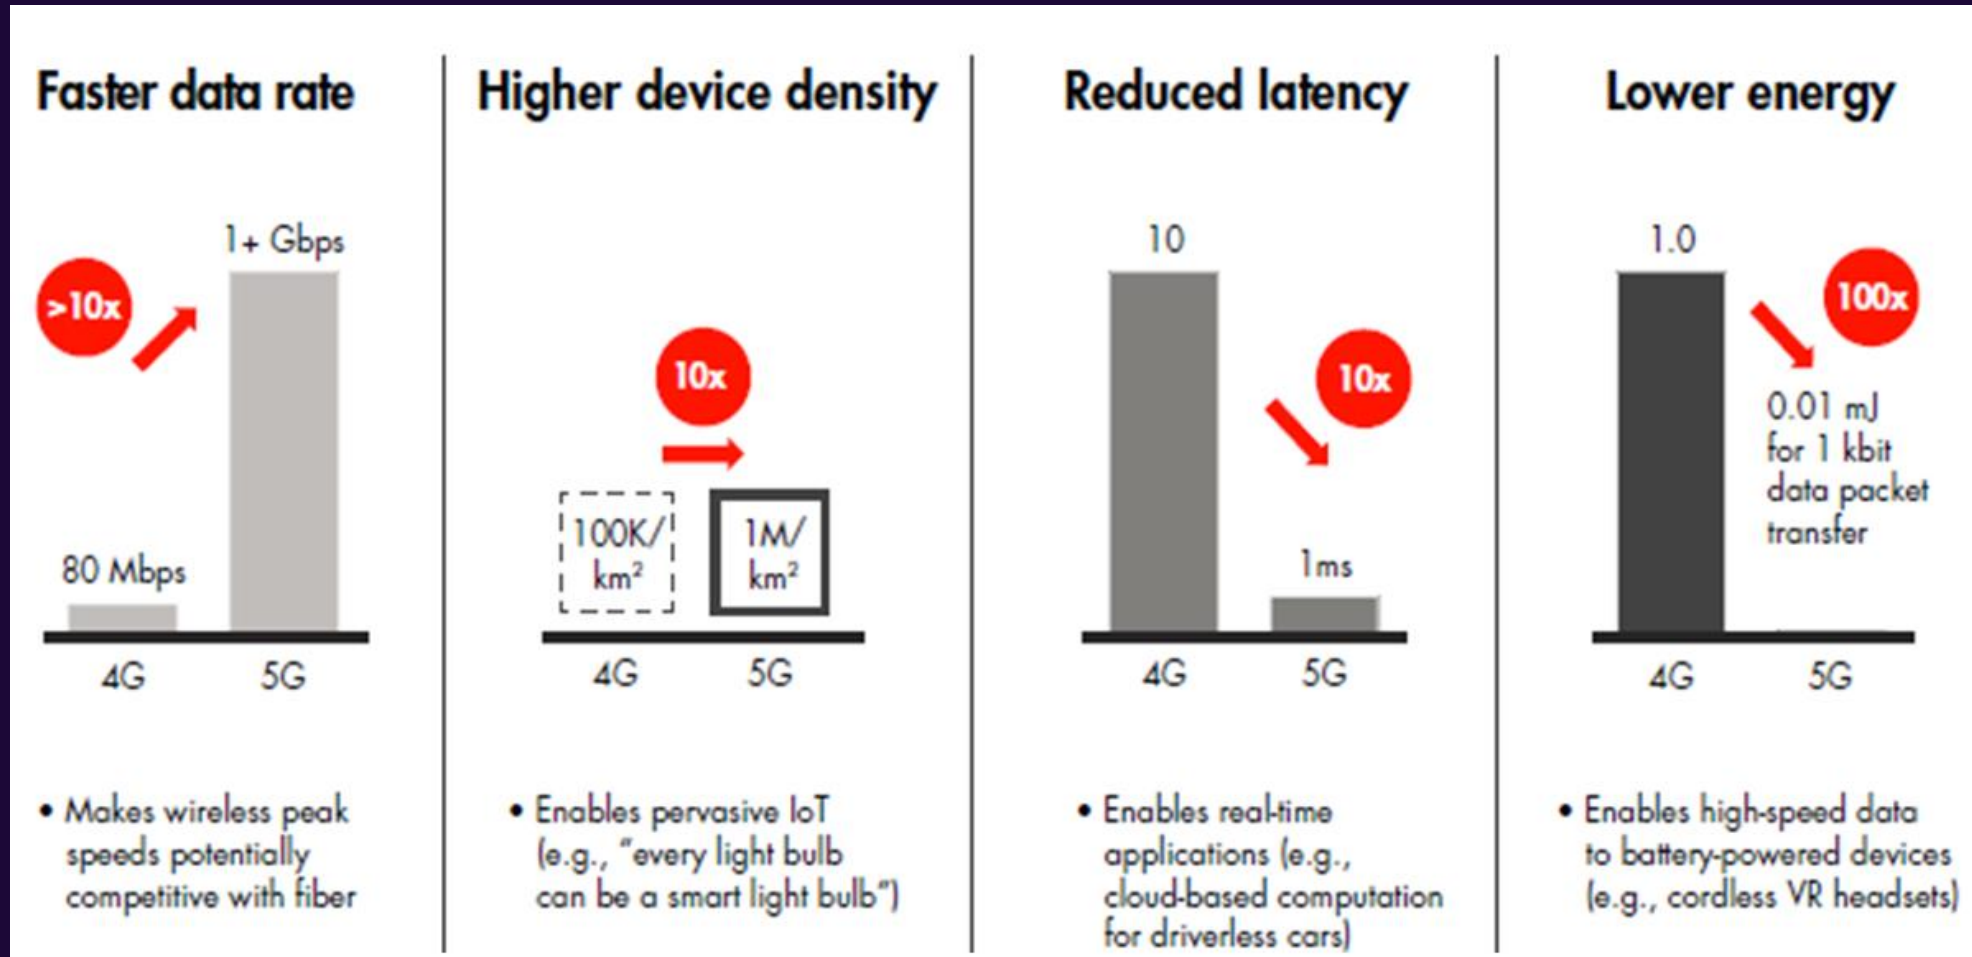 Faster data rate
>10x
1+ Gbps
80 Mbps
4G
5G
• Makes wireless peak
speeds potentially
competitive with fiber
Higher device density
10x
100K/
km²
1M/
km²
4G
5G
• Enables pervasive IoT
(e.g., "every light bulb
can be a smart light bulb")
Reduced latency
10
10x
1ms
4G
5G
• Enables real-time
applications (e.g.,
cloud-based computation
for driverless cars)
Lower energy
1.0
100x
0.01 mJ
for 1 kbit
data packet
transfer
4G
5G
• Enables high-speed data
to battery-powered devices
(e.g., cordless VR headsets)